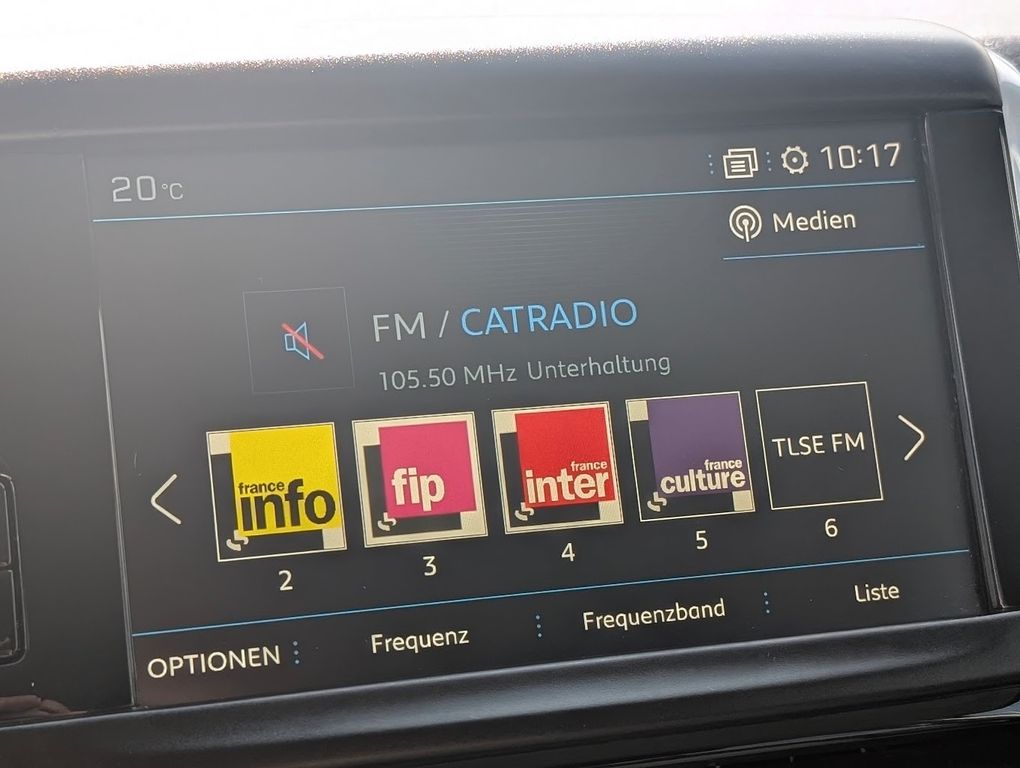 20°C
10:17
Medien
FM / CATRADIO
105.50 MHz Unterhaltung
france
info
fip
france
inter
france
culture
TLSE FM
2
3
4
5
6
OPTIONEN
Frequenz
Frequenzband
Liste